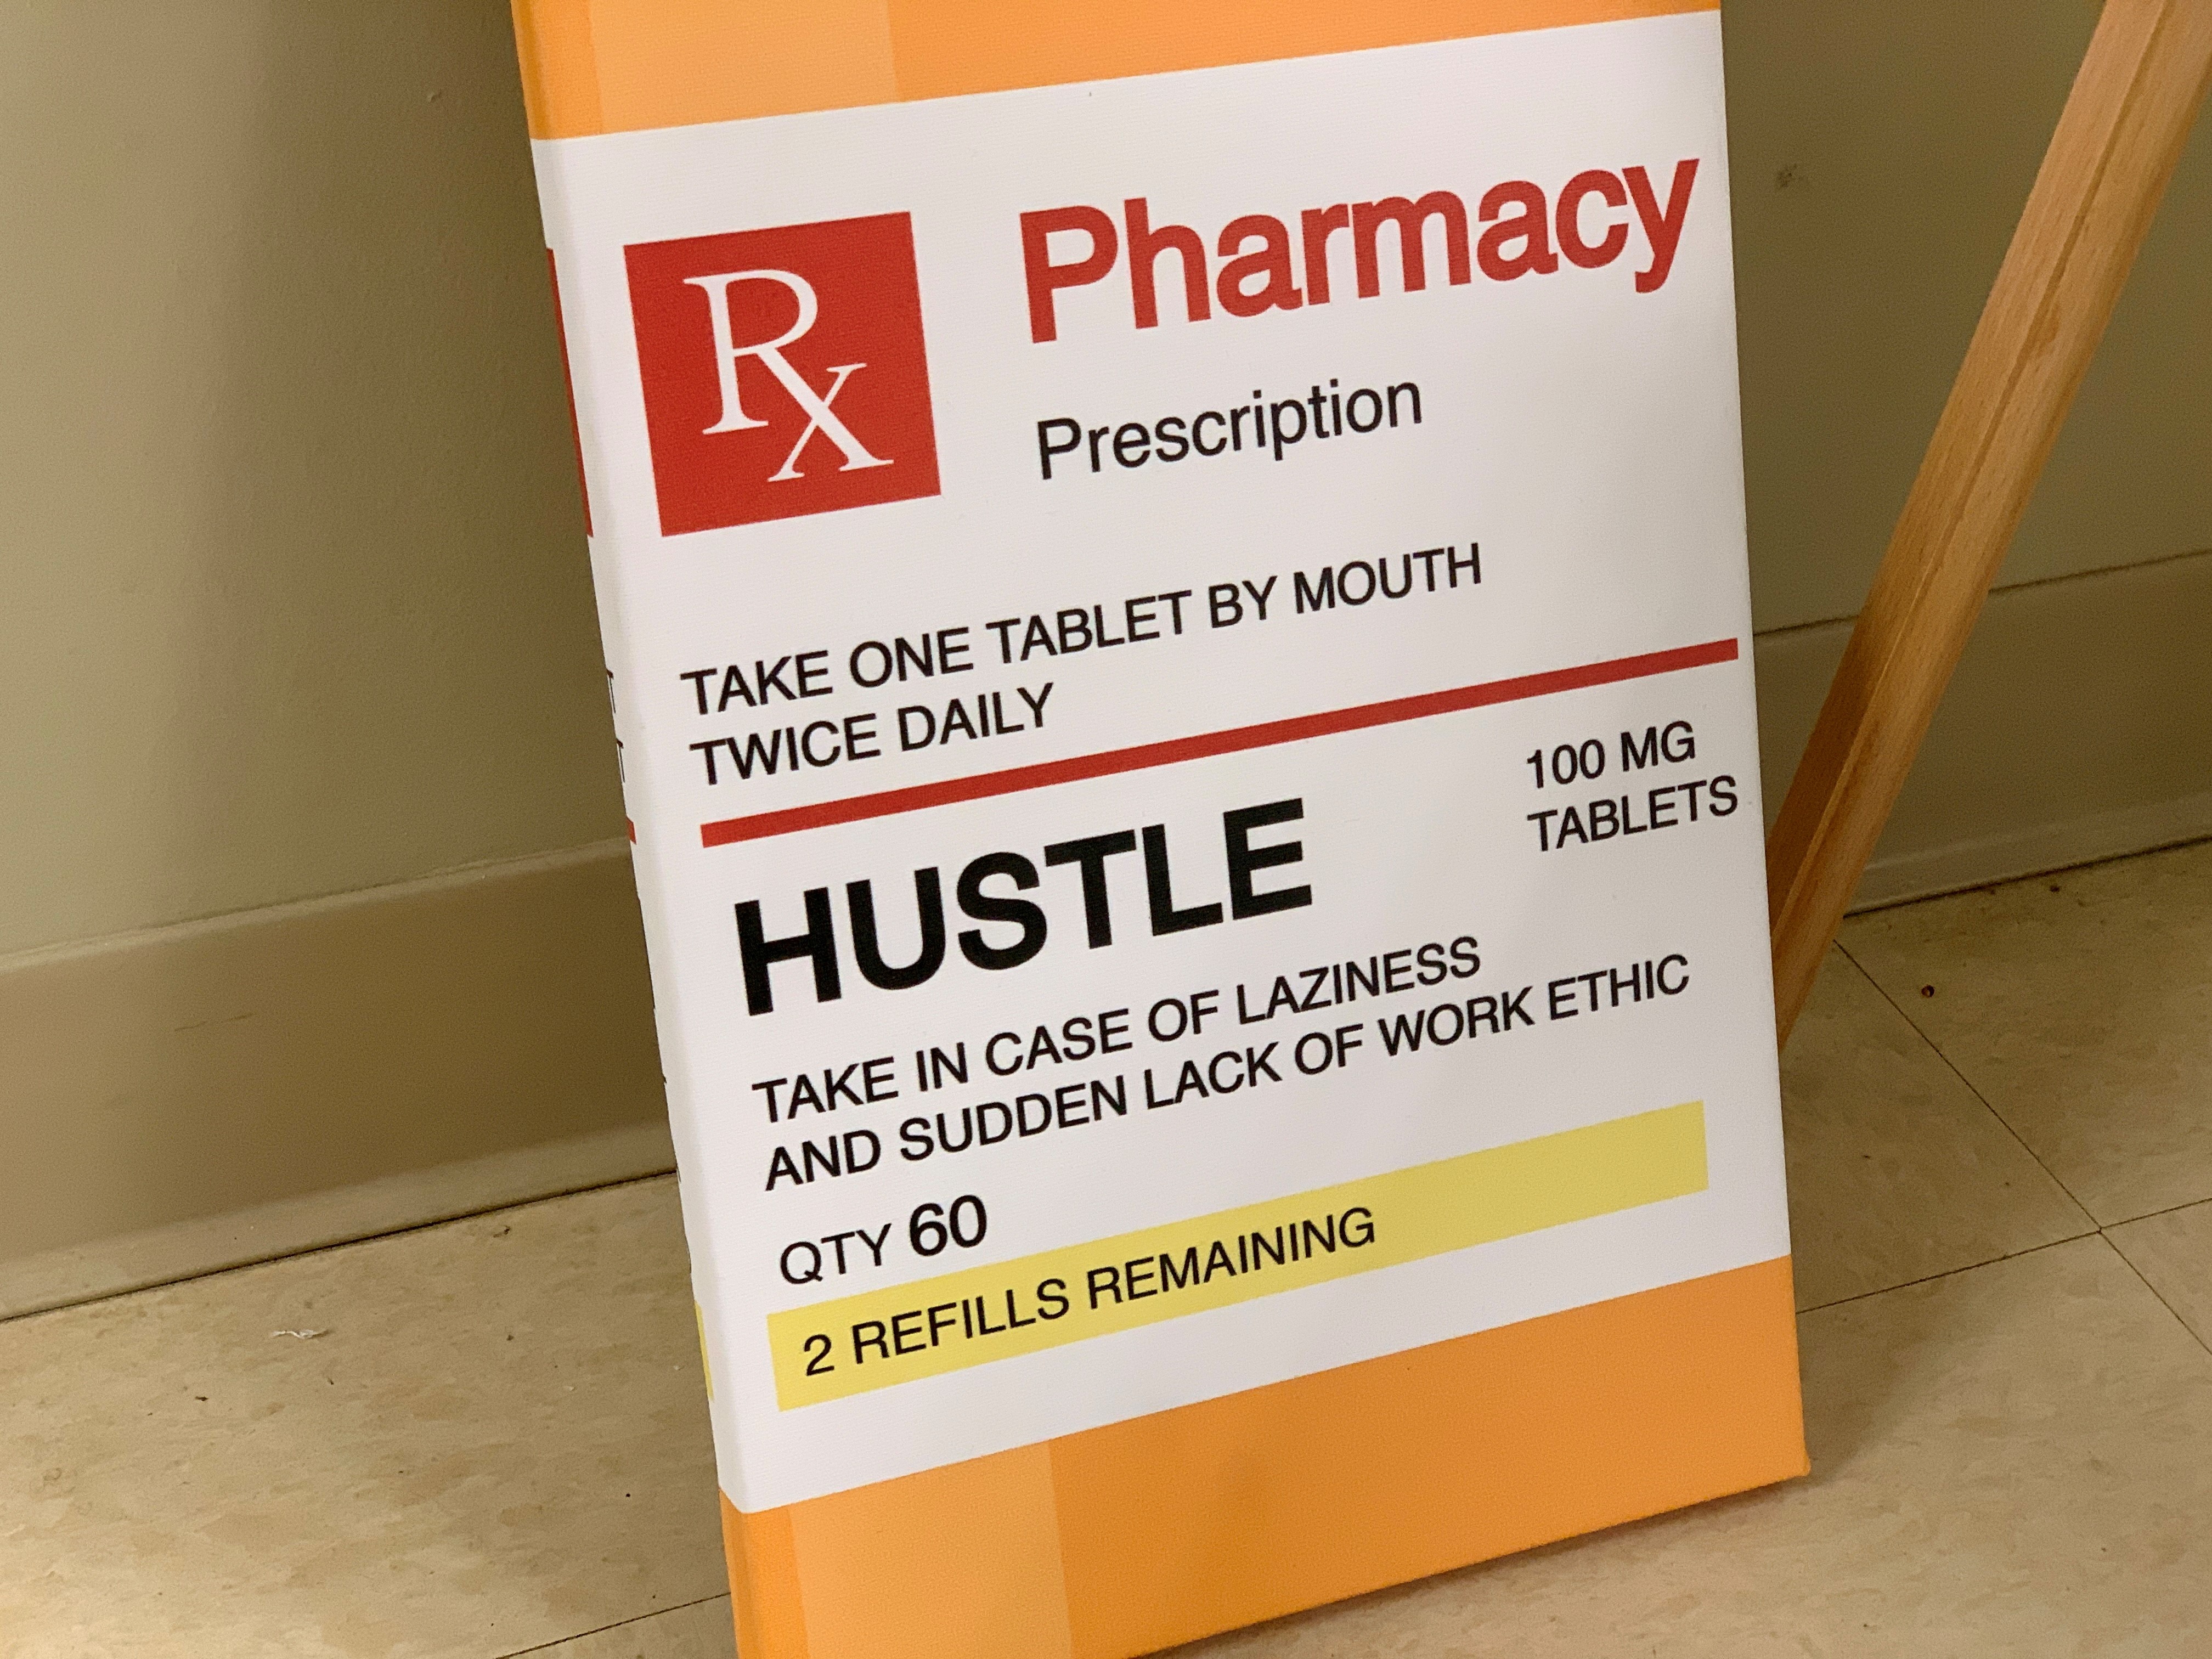 Rx Pharmacy
Prescription
TAKE ONE TABLET BY MOUTH
TWICE DAILY
HUSTLE
100 MG
TABLETS
TAKE IN CASE OF LAZINESS
AND SUDDEN LACK OF WORK ETHIC
QTY 60
2 REFILLS REMAINING